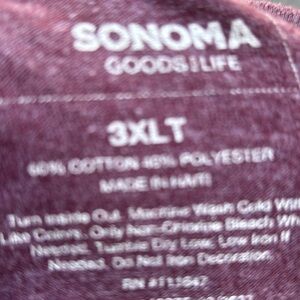 SONOMA
GOODS | LIFE
3XLT
60% COTTON 40% POLYESTER
MADE IN HAITI
Turn Inside Out. Machine Wash Cold With
Like Colors. Only Non-Chlorine Bleach Wh
Needed. Tumble Dry Low. Low Iron If
Needed. Do Not Iron Decoration.
RN #